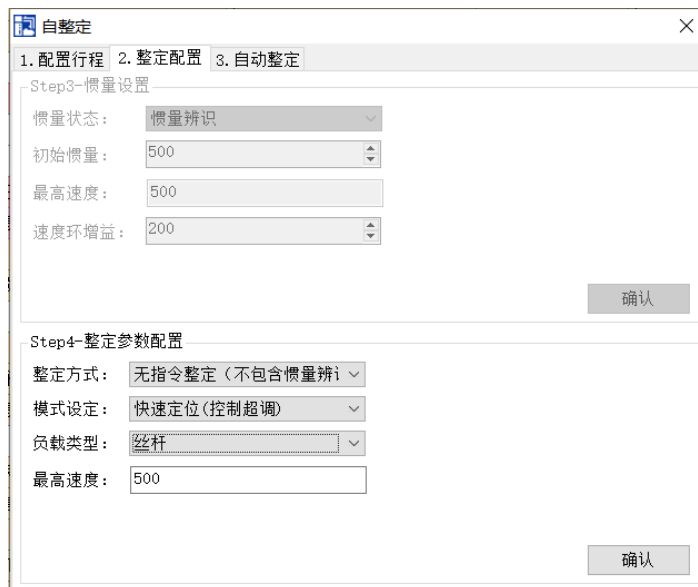 自整定
1.配置行程 2.整定配置 3.自动整定
Step3-惯量设置
惯量状态: 惯量辨识
初始惯量: 500
最高速度: 500
速度环增益: 200
确认
Step4-整定参数配置
整定方式: 无指令整定（不包含惯量辨
模式设定: 快速定位(控制超调)
负载类型: 丝杆
最高速度: 500
确认